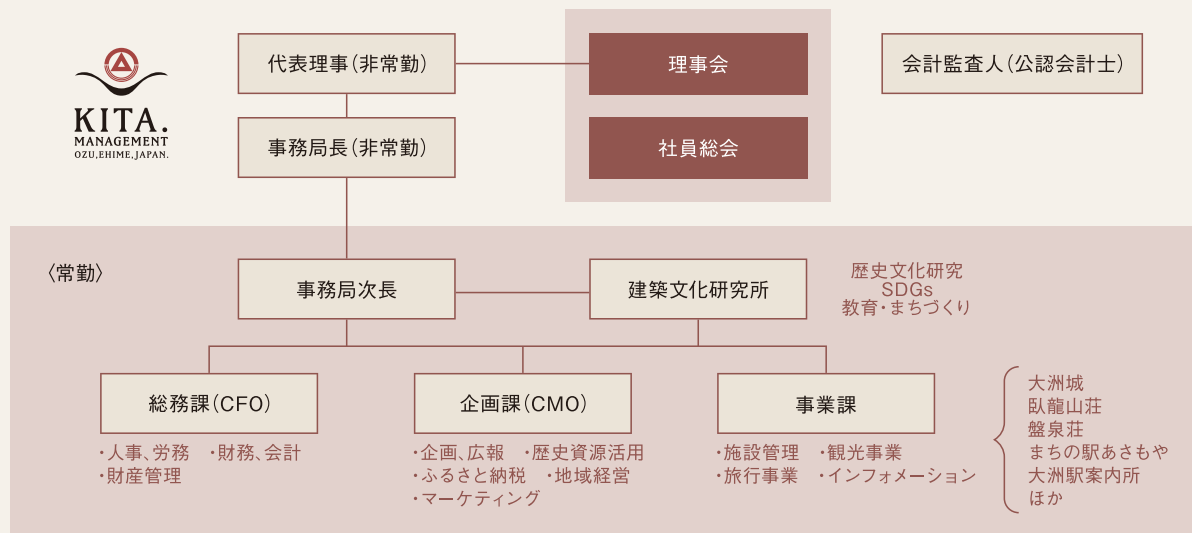 KITA.
MANAGEMENT
OZU,EHIME,JAPAN.
代表理事(非常勤)
理事会
会計監査人(公認会計士)
事務局長(非常勤)
社員総会
〈常勤〉
事務局次長
建築文化研究所
歴史文化研究
SDGs
教育・まちづくり
総務課(CFO)
・人事、労務 ・財務、会計
・財産管理
企画課(CMO)
・企画、広報 ・歴史資源活用
・ふるさと納税 ・地域経営
・マーケティング
事業課
・施設管理 ・観光事業
・旅行事業 ・インフォメーション
大洲城
臥龍山荘
盤泉荘
まちの駅あさもや
大洲駅案内所
ほか